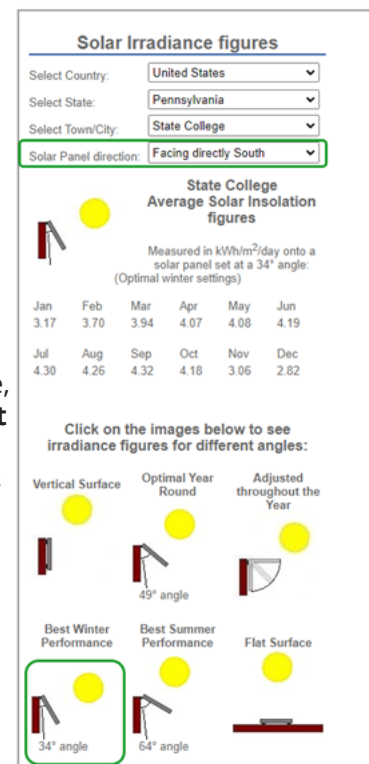 Solar Irradiance figures
Select Country: United States
Select State: Pennsylvania
Select Town/City: State College
Solar Panel direction: Facing directly South
State College
Average Solar Insolation
figures
Measured in kWh/m2/day onto a
solar panel set at a 34° angle:
(Optimal winter settings)
Jan Feb Mar Apr May Jun
3.17 3.70 3.94 4.07 4.08 4.19
Jul Aug Sep Oct Nov Dec
4.30 4.26 4.32 4.18 3.06 2.82
Click on the images below to see
irradiance figures for different angles:
Vertical Surface
Optimal Year
Round
49° angle
Adjusted
throughout the
Year
Best Winter
Performance
34° angle
Best Summer
Performance
64° angle
Flat Surface